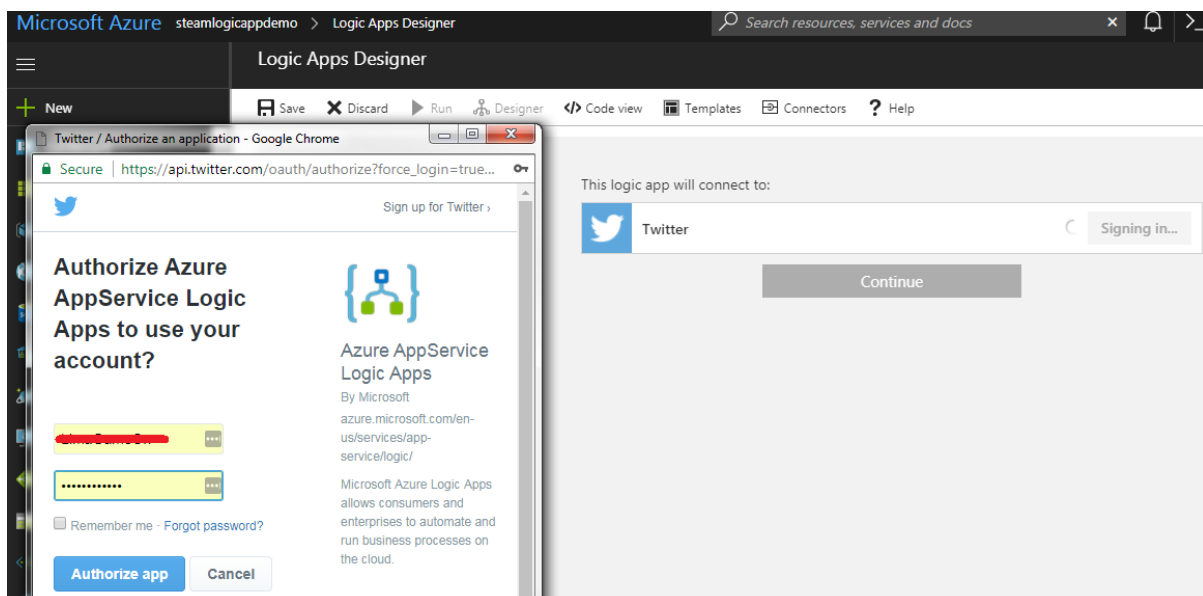 Microsoft Azure steamlogicappdemo > Logic Apps Designer
Search resources, services and docs
Logic Apps Designer
New
Save Discard Run Designer Code view Templates Connectors ? Help
Twitter / Authorize an application - Google Chrome
Secure | https://api.twitter.com/oauth/authorize?force_login=true...
Sign up for Twitter ›
Authorize Azure
AppService Logic
Apps to use your
account?
Azure AppService
Logic Apps
By Microsoft
azure.microsoft.com/en-
us/services/app-
service/logic/
Microsoft Azure Logic Apps
allows consumers and
enterprises to automate and
run business processes on
the cloud.
Remember me · Forgot password?
Authorize app Cancel
This logic app will connect to:
Twitter Signing in...
Continue